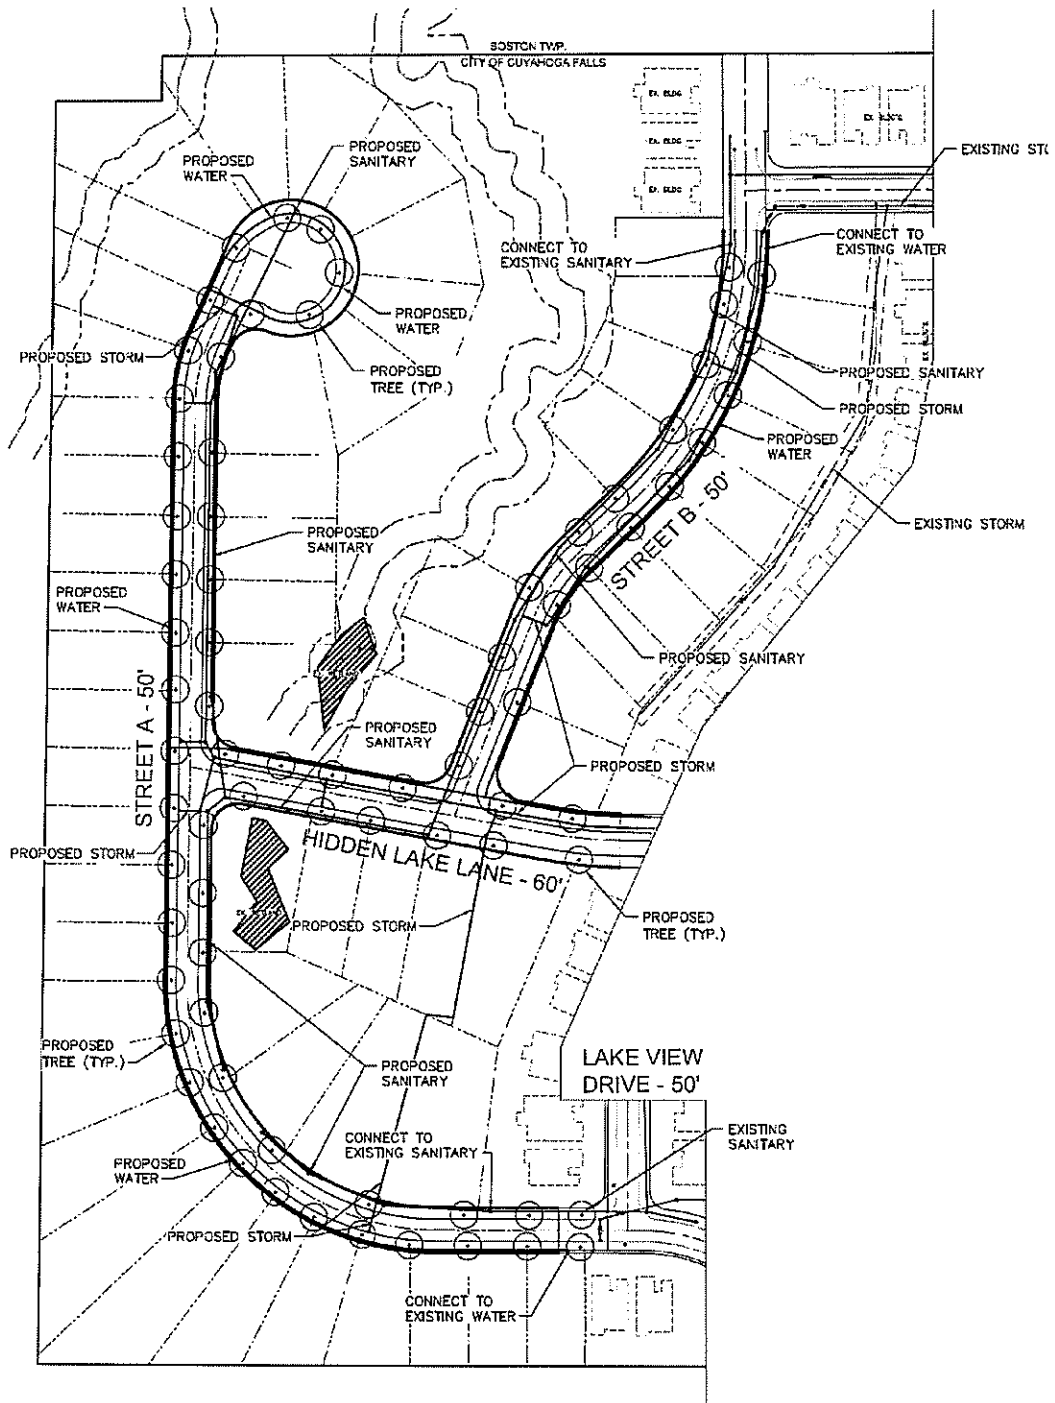 BOSTON TWP.
CITY OF CUYAHOGA FALLS
EX. BLDG
EX. BLDG
EX. BLDG
EXISTING STO
PROPOSED
SANITARY
PROPOSED
WATER
CONNECT TO
EXISTING SANITARY
CONNECT TO
EXISTING WATER
PROPOSED
WATER
PROPOSED STORM
PROPOSED
TREE (TYP.)
PROPOSED SANITARY
PROPOSED STORM
PROPOSED
WATER
STREET B - 50'
EXISTING STORM
PROPOSED
SANITARY
PROPOSED
WATER
PROPOSED SANITARY
STREET A - 50'
PROPOSED
SANITARY
PROPOSED STORM
PROPOSED STORM
HIDDEN LAKE LANE - 60'
PROPOSED STORM
PROPOSED
TREE (TYP.)
PROPOSED
TREE (TYP.)
PROPOSED
SANITARY
LAKE VIEW
DRIVE - 50'
CONNECT TO
EXISTING SANITARY
EXISTING
SANITARY
PROPOSED
WATER
PROPOSED STORM
CONNECT TO
EXISTING WATER